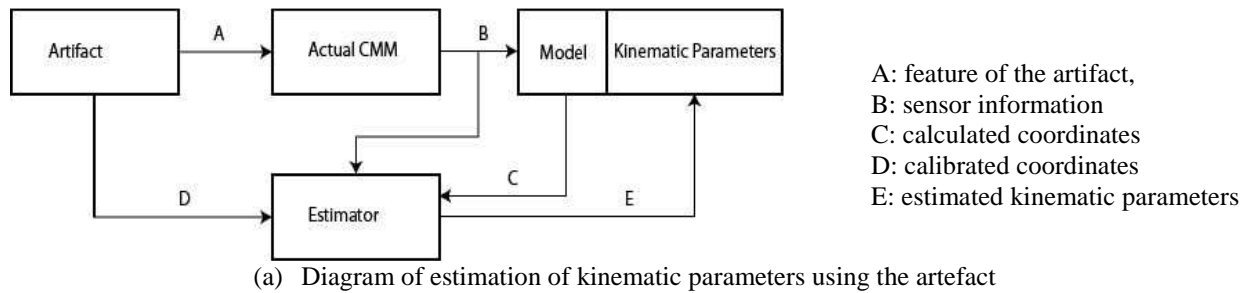 A
B
Artifact
Actual CMM
Model
Kinematic Parameters
A: feature of the artifact,
B: sensor information
C: calculated coordinates
D: calibrated coordinates
E: estimated kinematic parameters
C
D
Estimator
E
(a) Diagram of estimation of kinematic parameters using the artefact